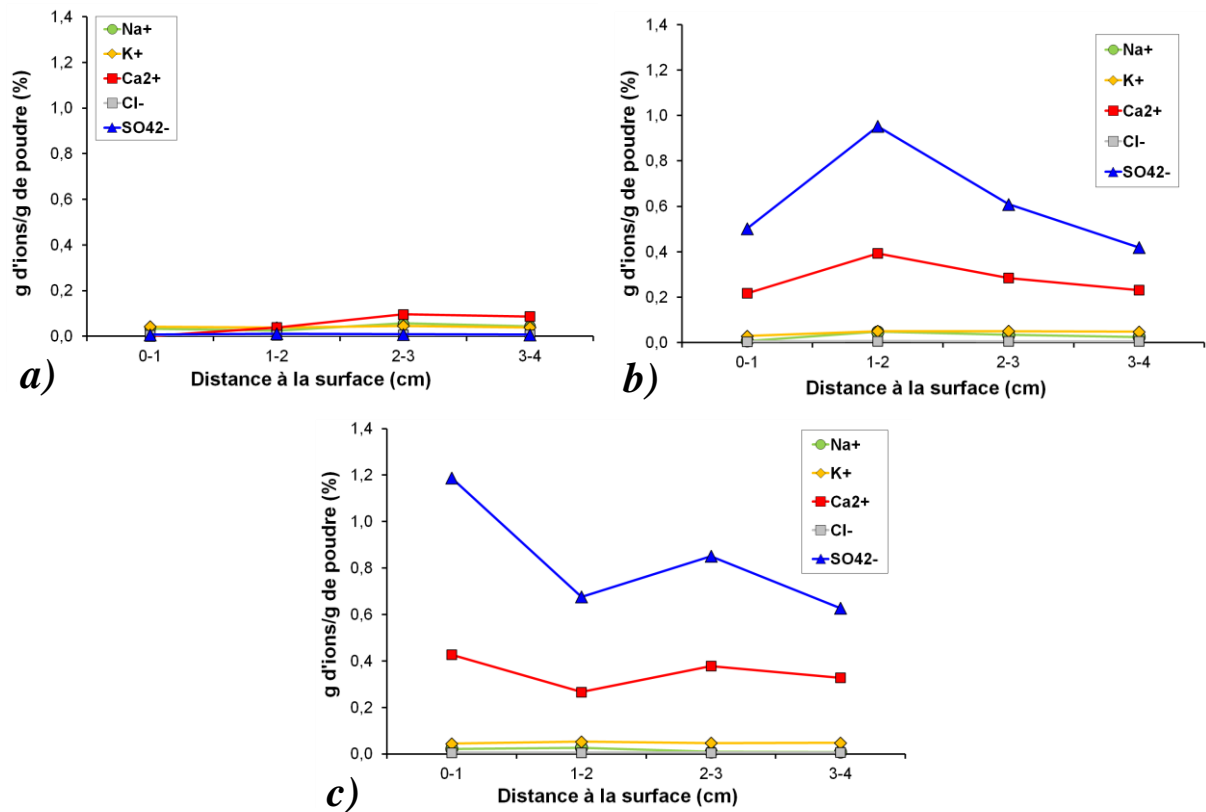 1,4
1,2
1,0
0,8
0,6
0,4
0,2
0,0
g d'ions/g de poudre (%)
Na+
K+
Ca2+
Cl-
SO42-
0-1 1-2 2-3 3-4
Distance à la surface (cm)
a)
1,4
1,2
1,0
0,8
0,6
0,4
0,2
0,0
g d'ions/g de poudre (%)
Na+
K+
Ca2+
Cl-
SO42-
0-1 1-2 2-3 3-4
Distance à la surface (cm)
b)
1,4
1,2
1,0
0,8
0,6
0,4
0,2
0,0
g d'ions/g de poudre (%)
Na+
K+
Ca2+
Cl-
SO42-
0-1 1-2 2-3 3-4
Distance à la surface (cm)
c)